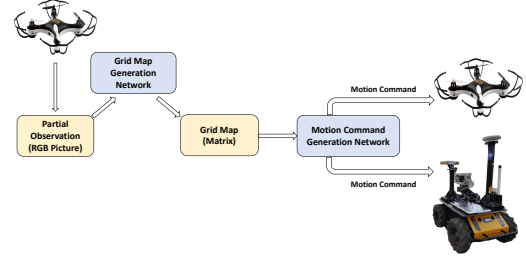 Grid Map
Generation
Network
Partial
Observation
(RGB Picture)
Grid Map
(Matrix)
Motion Command
Generation Network
Motion Command
Motion Command